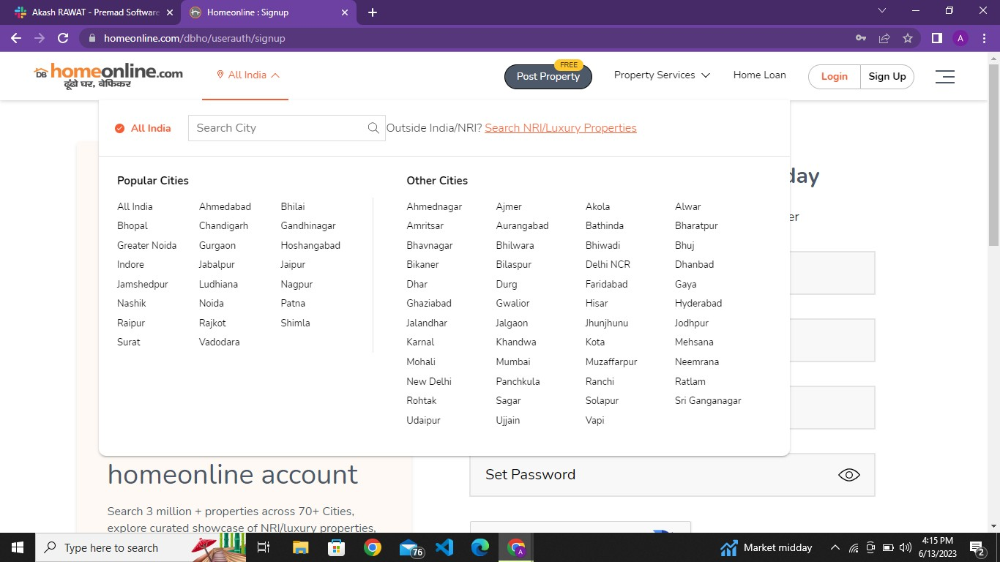 Akash RAWAT - Premad Software
Homeonline : Signup
homeonline.com/dbho/userauth/signup
A
DB homeonline.com
ढूंढो घर, बेफिकर
All India
FREE
Post Property
Property Services
Home Loan
Login
Sign Up
All India
Search City
Outside India/NRI? Search NRI/Luxury Properties
day
er
Popular Cities
All India Ahmedabad Bhilai
Bhopal Chandigarh Gandhinagar
Greater Noida Gurgaon Hoshangabad
Indore Jabalpur Jaipur
Jamshedpur Ludhiana Nagpur
Nashik Noida Patna
Raipur Rajkot Shimla
Surat Vadodara
Other Cities
Ahmednagar Ajmer Akola Alwar
Amritsar Aurangabad Bathinda Bharatpur
Bhavnagar Bhilwara Bhiwadi Bhuj
Bikaner Bilaspur Delhi NCR Dhanbad
Dhar Durg Faridabad Gaya
Ghaziabad Gwalior Hisar Hyderabad
Jalandhar Jalgaon Jhunjhunu Jodhpur
Karnal Khandwa Kota Mehsana
Mohali Mumbai Muzaffarpur Neemrana
New Delhi Panchkula Ranchi Ratlam
Rohtak Sagar Solapur Sri Ganganagar
Udaipur Ujjain Vapi
homeonline account
Search 3 million + properties across 70+ Cities,
explore curated showcase of NRI/luxury properties,
Set Password
Type here to search
76
A
Market midday
4:15 PM
6/13/2023
2